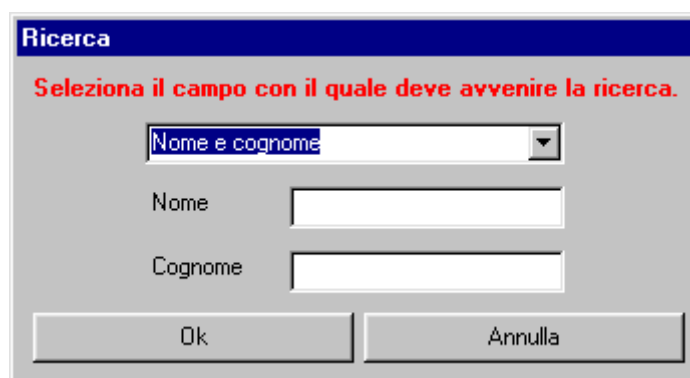 Ricerca
Seleziona il campo con il quale deve avvenire la ricerca.
Nome e cognome
Nome
Cognome
Ok Annulla